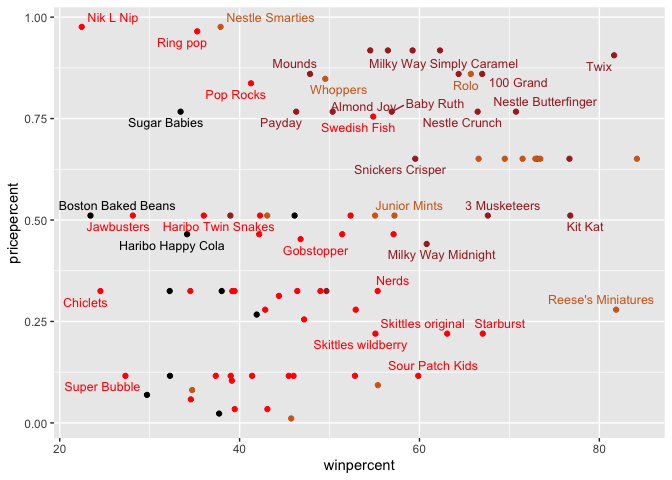 1.00
Nik L Nip
Nestle Smarties
Ring pop
Milky Way Simply Caramel
Twix
Mounds
Whoppers
Rolo
100 Grand
Pop Rocks
Almond Joy
Baby Ruth
Nestle Butterfinger
0.75
Sugar Babies
Payday
Swedish Fish
Nestle Crunch
Snickers Crisper
pricepercent
Boston Baked Beans
Junior Mints
3 Musketeers
0.50
Jawbusters
Haribo Twin Snakes
Kit Kat
Haribo Happy Cola
Gobstopper
Milky Way Midnight
Nerds
Chiclets
Reese's Miniatures
0.25
Skittles original
Starburst
Skittles wildberry
Sour Patch Kids
Super Bubble
0.00
20
40
60
80
winpercent